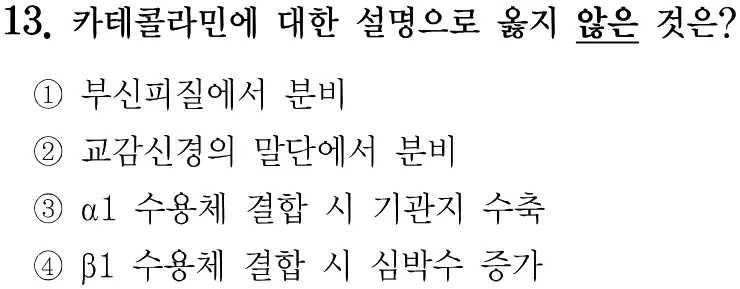 13. 카테콜라민에 대한 설명으로 옳지 않은 것은?
① 부신피질에서 분비
② 교감신경의 말단에서 분비
③ α1 수용체 결합 시 기관지 수축
④ β1 수용체 결합 시 심박수 증가